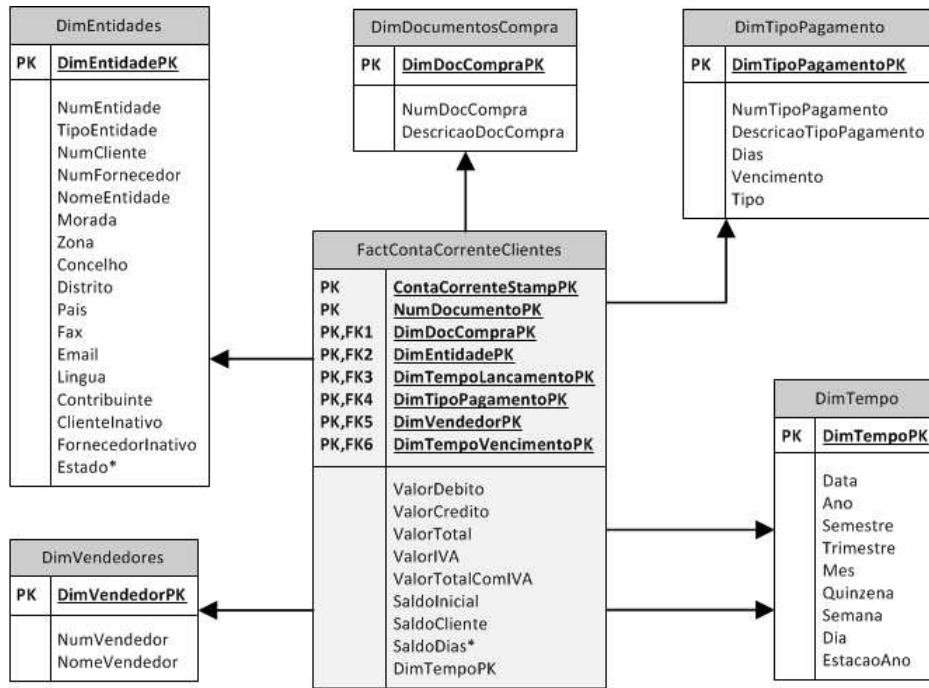 DimEntidades
PK DimEntidadePK
NumEntidade
TipoEntidade
NumCliente
NumFornecedor
NomeEntidade
Morada
Zona
Concelho
Distrito
Pais
Fax
Email
Lingua
Contribuinte
ClienteInativo
FornecedorInativo
Estado*
DimDocumentosCompra
PK DimDocCompraPK
NumDocCompra
DescricaoDocCompra
DimTipoPagamento
PK DimTipoPagamentoPK
NumTipoPagamento
DescricaoTipoPagamento
Dias
Vencimento
Tipo
FactContaCorrenteClientes
PK ContaCorrenteStampPK
PK NumDocumentoPK
PK,FK1 DimDocCompraPK
PK,FK2 DimEntidadePK
PK,FK3 DimTempoLancamentoPK
PK,FK4 DimTipoPagamentoPK
PK,FK5 DimVendedorPK
PK,FK6 DimTempoVencimentoPK
ValorDebito
ValorCredito
ValorTotal
ValorIVA
ValorTotalComIVA
SaldoInicial
SaldoCliente
SaldoDias*
DimTempoPK
DimTempo
PK DimTempoPK
Data
Ano
Semestre
Trimestre
Mes
Quinzena
Semana
Dia
EstacaoAno
DimVendedores
PK DimVendedorPK
NumVendedor
NomeVendedor